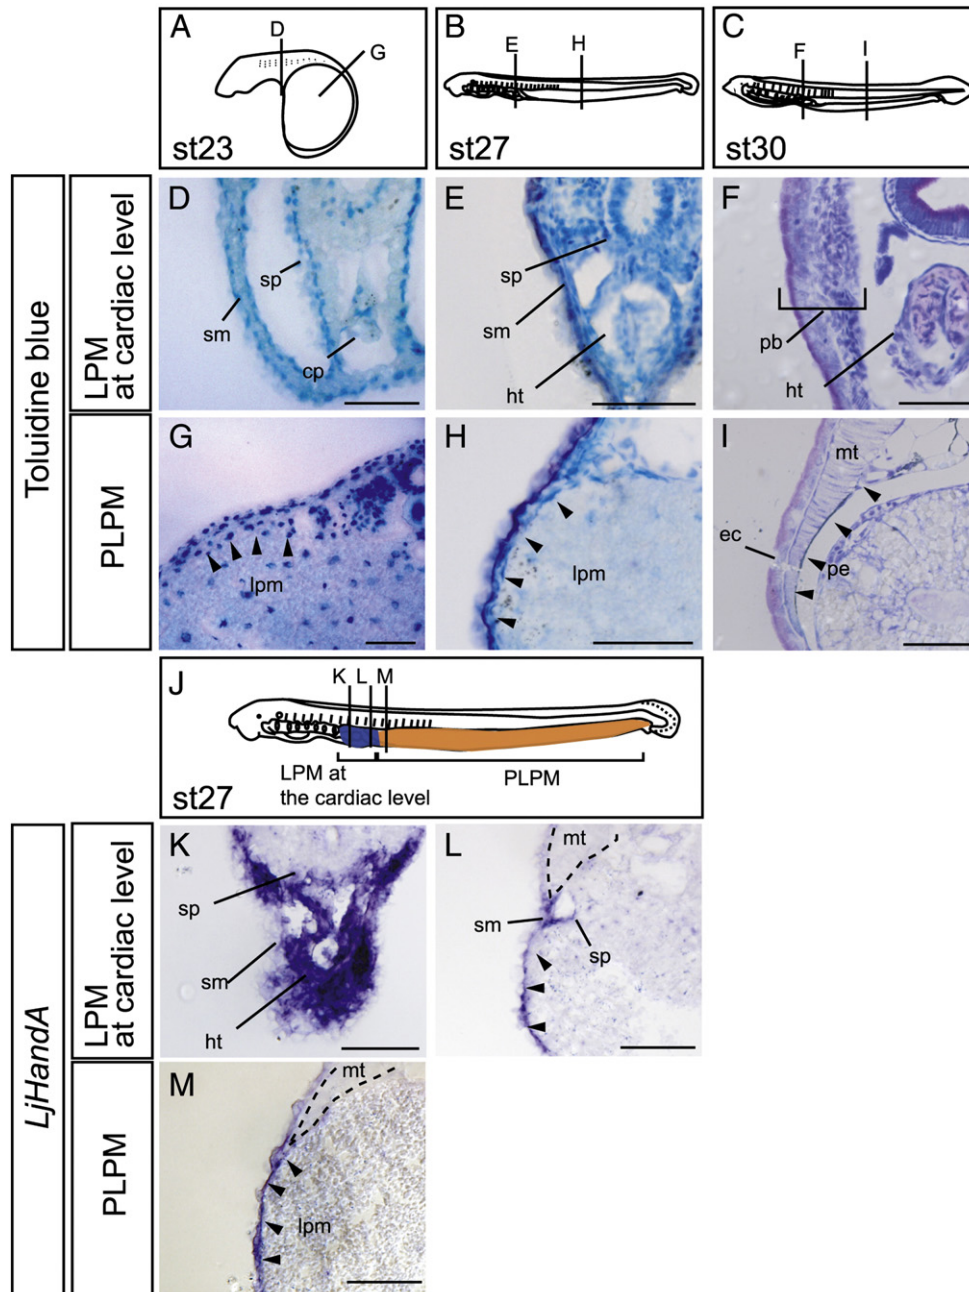 A
D
G
st23
B
E
H
st27
C
F
I
st30
Toluidine blue
LPM
at cardiac level
PLPM
D
sp
sm
cp
E
sp
sm
ht
F
pb
ht
G
lpm
H
lpm
I
mt
ec
pe
J
K L M
LPM at
the cardiac level
PLPM
st27
LjHandA
LPM
at cardiac level
PLPM
K
sp
sm
ht
L
mt
sm
sp
M
mt
lpm